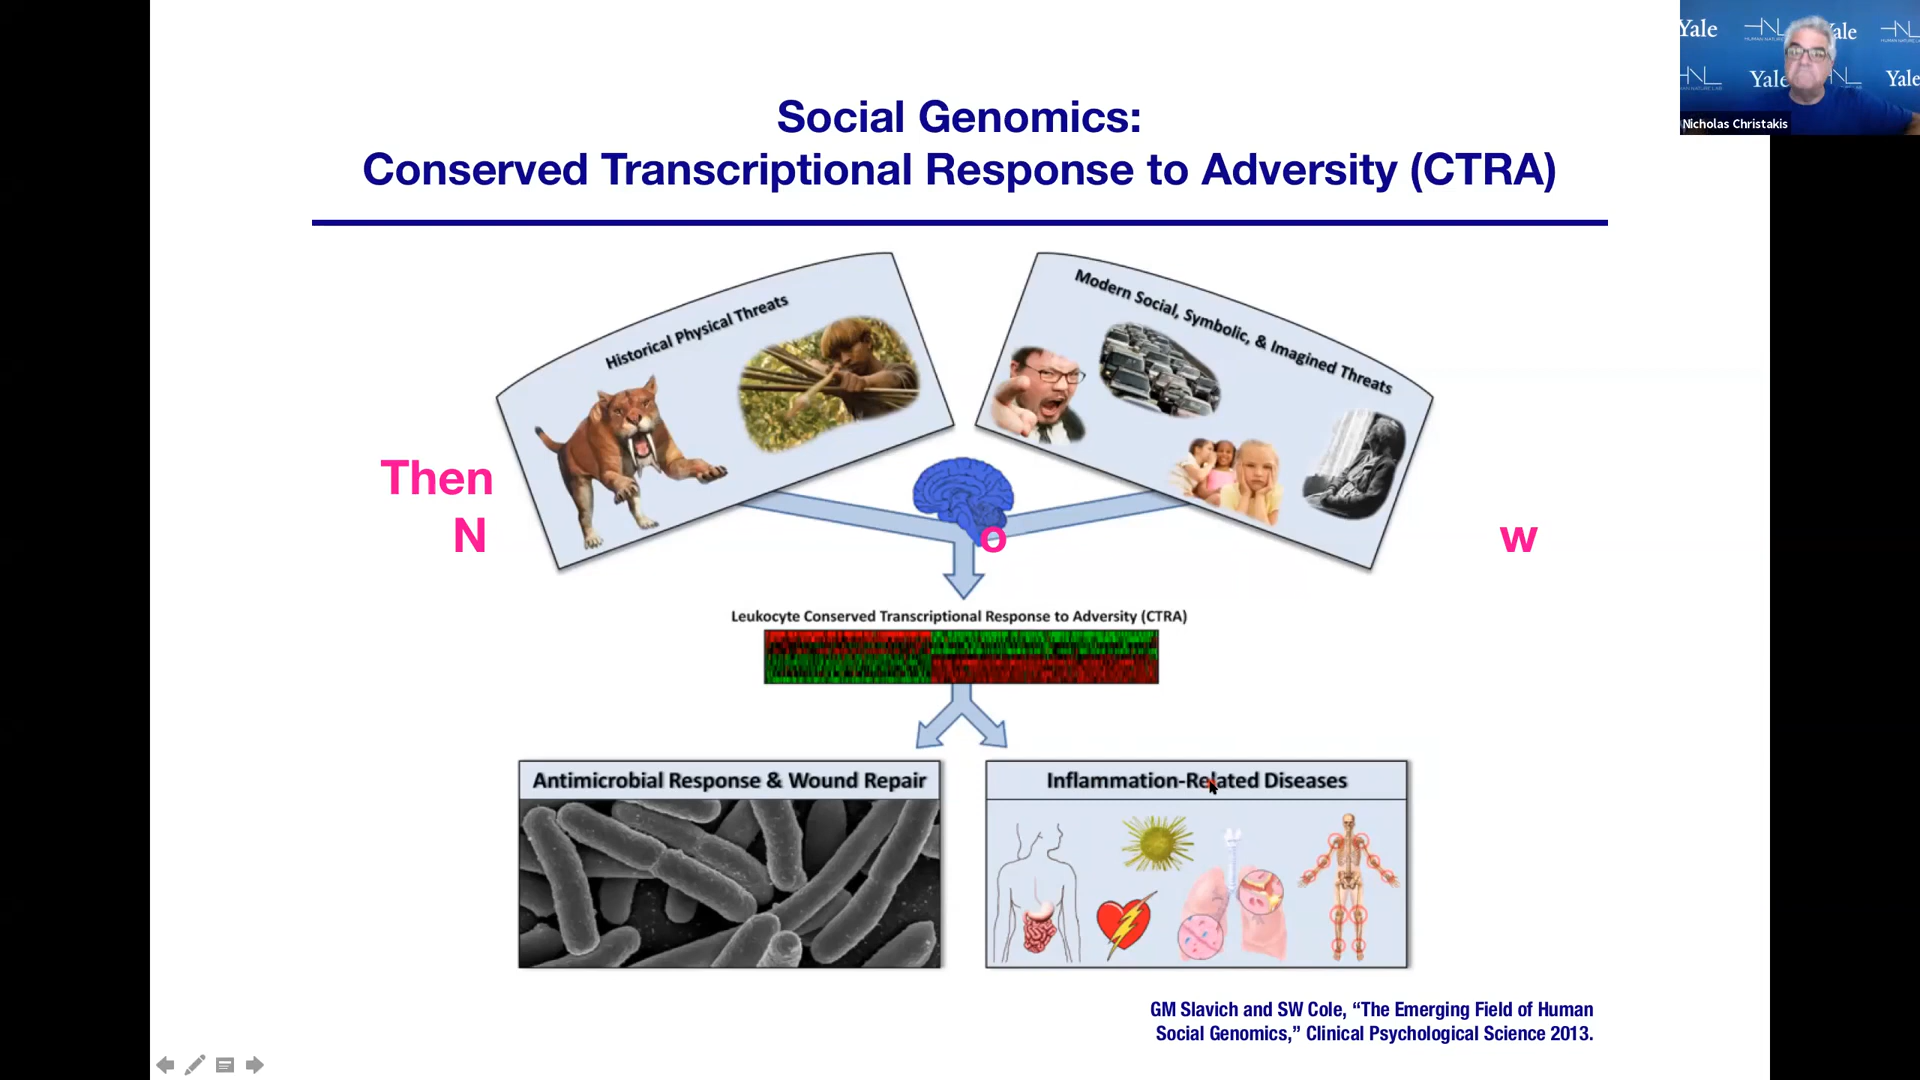 Yale
Yale
HNL
Yale
HNL
Yale
Nicholas Christakis
Social Genomics:
Conserved Transcriptional Response to Adversity (CTRA)
Historical Physical Threats
Modern Social, Symbolic, & Imagined Threats
Then
N o w
Leukocyte Conserved Transcriptional Response to Adversity (CTRA)
Antimicrobial Response & Wound Repair
Inflammation-Related Diseases
GM Slavich and SW Cole, “The Emerging Field of Human
Social Genomics,” Clinical Psychological Science 2013.